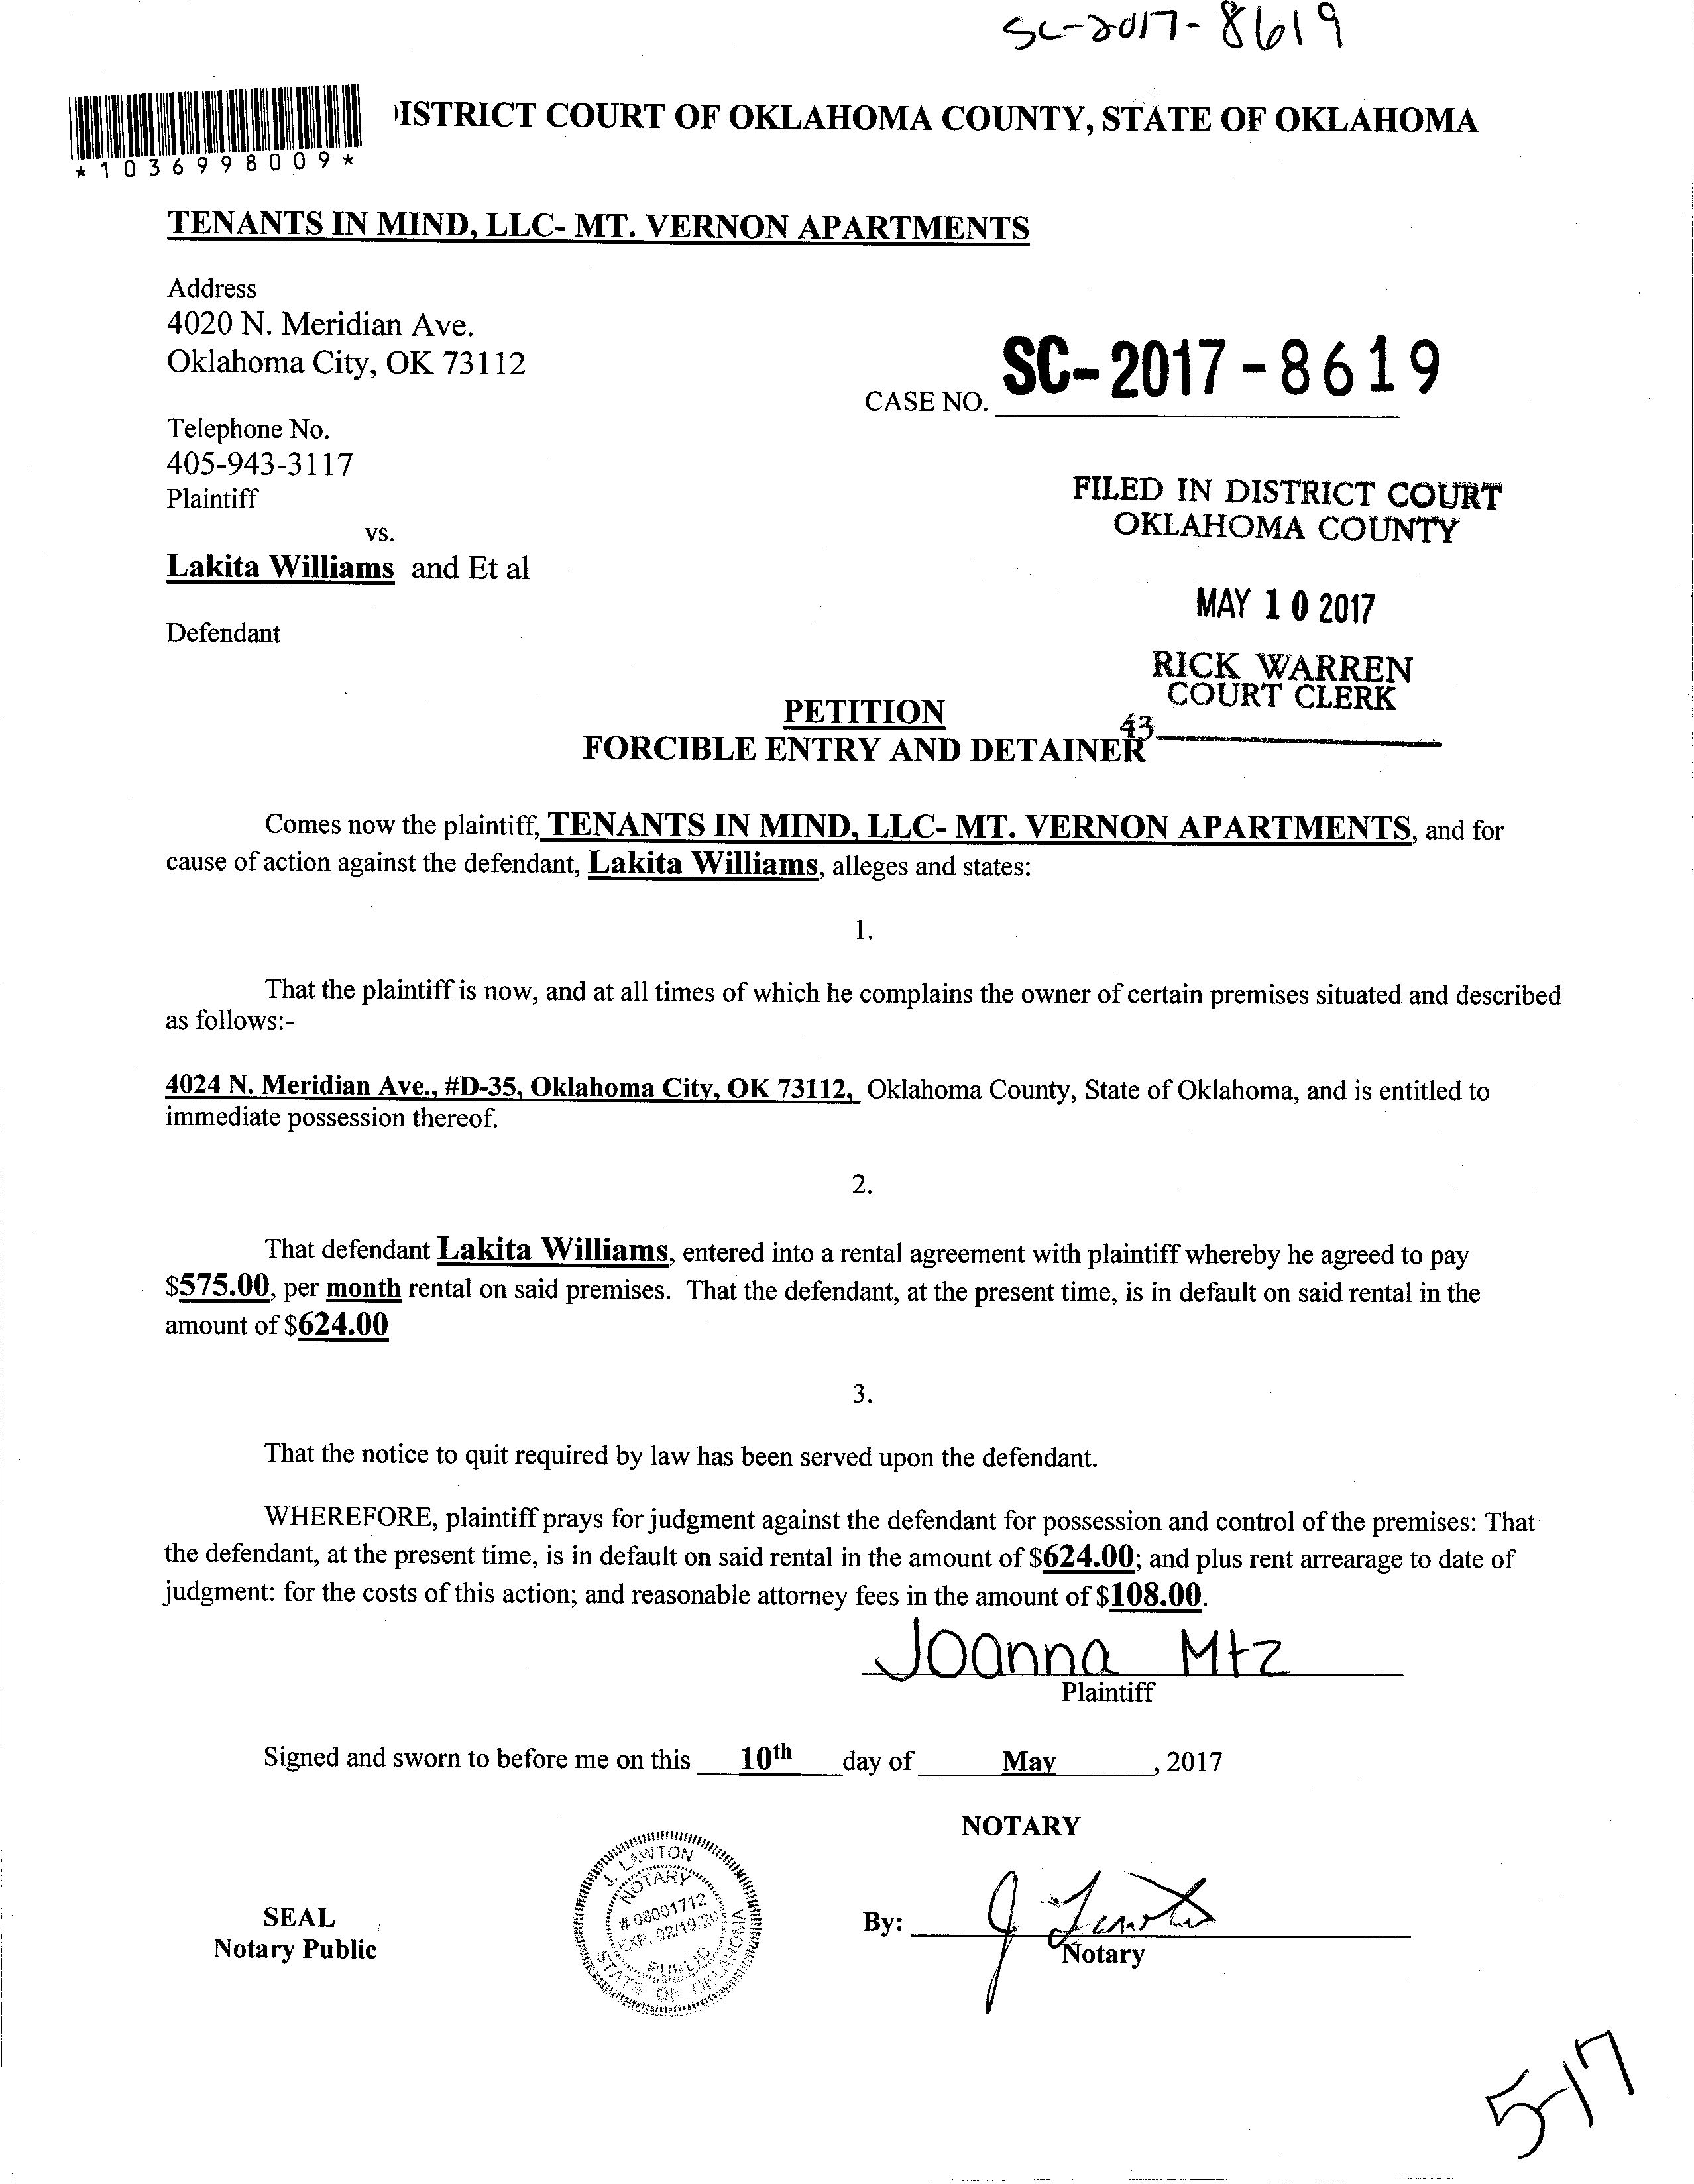 SC-2017-8619
ISTRICT COURT OF OKLAHOMA COUNTY, STATE OF OKLAHOMA
*1036998009*
TENANTS IN MIND, LLC- MT. VERNON APARTMENTS
Address
4020 N. Meridian Ave.
Oklahoma City, OK 73112
CASE NO. SC-2017-8619
Telephone No.
405-943-3117
Plaintiff
vs.
Lakita Williams and Et al
Defendant
FILED IN DISTRICT COURT
OKLAHOMA COUNTY
MAY 10 2017
RICK WARREN
COURT CLERK
43
PETITION
FORCIBLE ENTRY AND DETAINER
Comes now the plaintiff, TENANTS IN MIND, LLC- MT. VERNON APARTMENTS, and for
cause of action against the defendant, Lakita Williams, alleges and states:
1.
That the plaintiff is now, and at all times of which he complains the owner of certain premises situated and described
as follows:-
4024 N. Meridian Ave., #D-35, Oklahoma City, OK 73112, Oklahoma County, State of Oklahoma, and is entitled to
immediate possession thereof.
2.
That defendant Lakita Williams, entered into a rental agreement with plaintiff whereby he agreed to pay
$575.00, per month rental on said premises. That the defendant, at the present time, is in default on said rental in the
amount of $624.00
3.
That the notice to quit required by law has been served upon the defendant.
WHEREFORE, plaintiff prays for judgment against the defendant for possession and control of the premises: That
the defendant, at the present time, is in default on said rental in the amount of $624.00; and plus rent arrearage to date of
judgment: for the costs of this action; and reasonable attorney fees in the amount of $108.00.
Joanna Mtz
Plaintiff
Signed and sworn to before me on this 10th day of May, 2017
NOTARY
SEAL
Notary Public
J. LAWTON
NOTARY
# 08001712
EXP. 02/19/20
PUBLIC
STATE OF OKLAHOMA
By: J Lawton
Notary
5-17